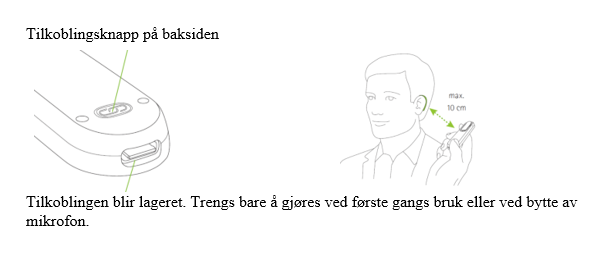 Tilkoblingsknapp på baksiden
max.
10 cm
Tilkoblingen blir lageret. Trengs bare å gjøres ved første gangs bruk eller ved bytte av
mikrofon.